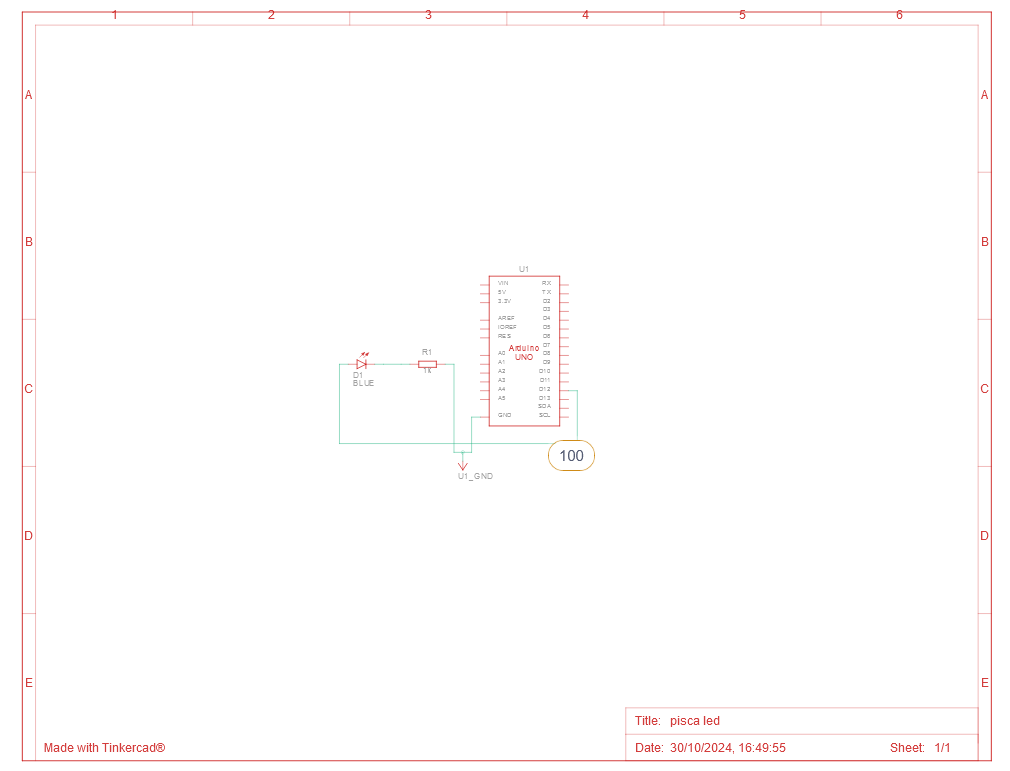 1 2 3 4 5 6
A A
B B
U1
VIN RX
5V TX
3.3V D2
D3
AREF D4
IOREF D5
RES D6
D7
Arduino
UNO
A0 D8
A1 D9
A2 D10
A3 D11
A4 D12
A5 D13
SDA
GND SCL
R1
1K
D1
BLUE
C C
100
U1_GND
D D
E E
Title: pisca led
Made with Tinkercad®
Date: 30/10/2024, 16:49:55 Sheet: 1/1